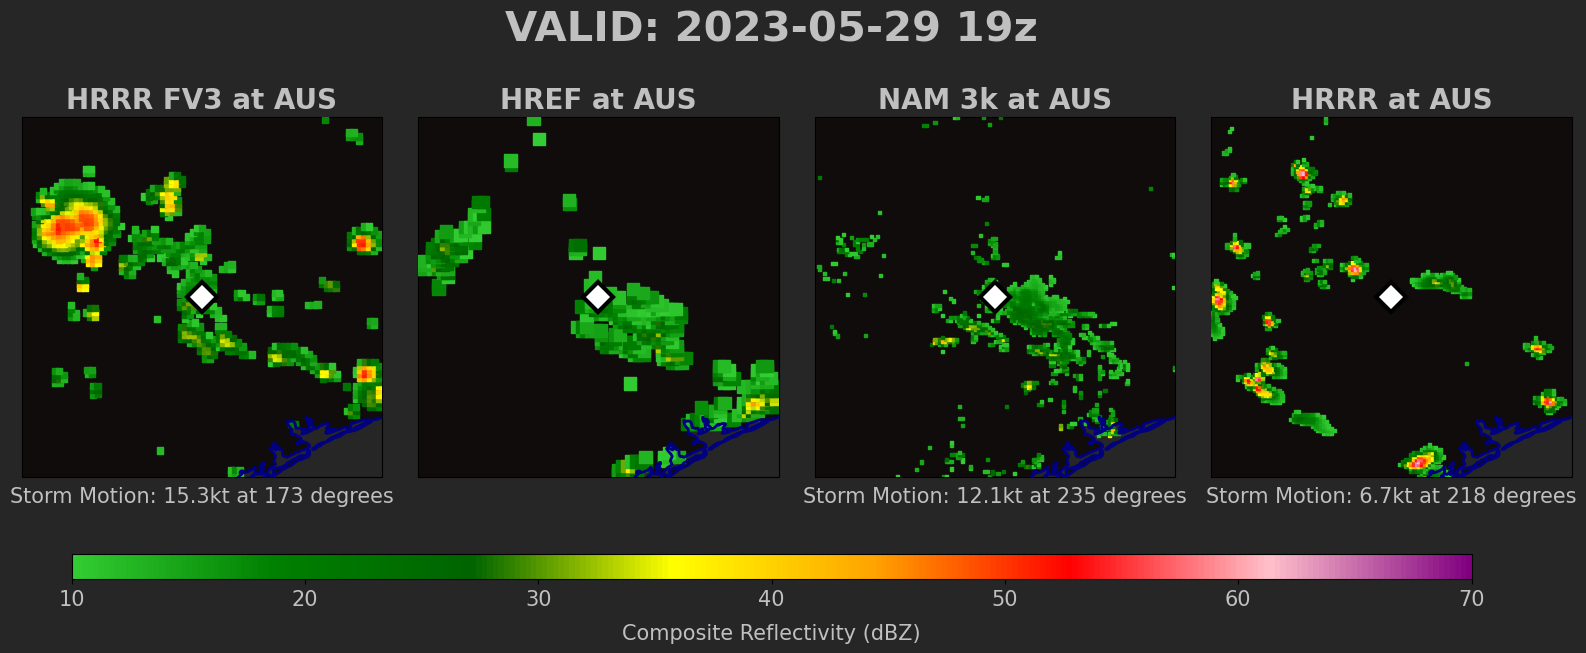 VALID: 2023-05-29 19z
HRRR FV3 at AUS
HREF at AUS
NAM 3k at AUS
HRRR at AUS
Storm Motion: 15.3kt at 173 degrees
Storm Motion: 12.1kt at 235 degrees
Storm Motion: 6.7kt at 218 degrees
10 20 30 40 50 60 70
Composite Reflectivity (dBZ)